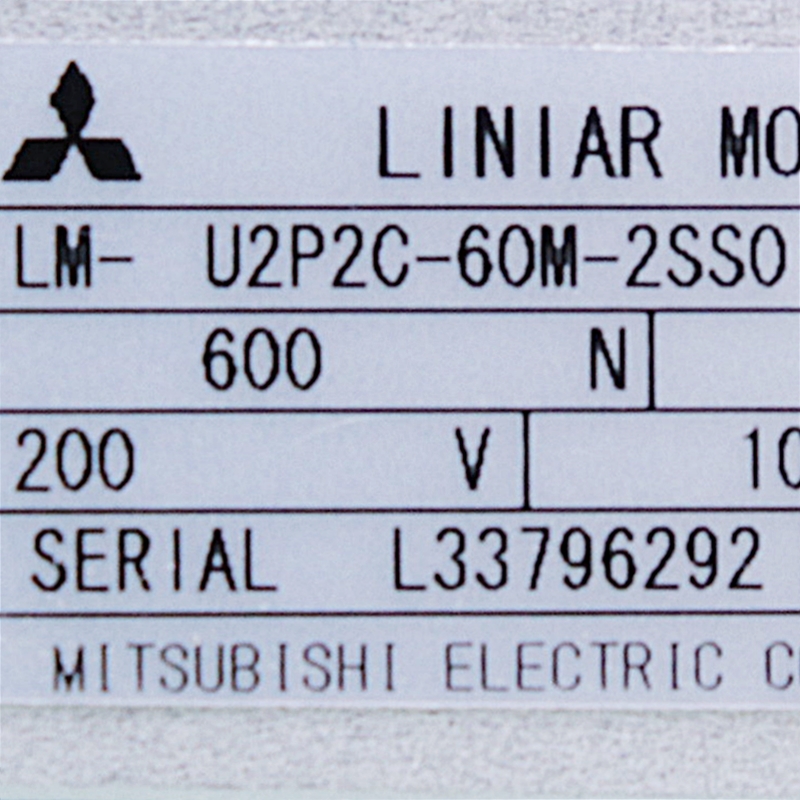 LINIAR MO
LM- U2P2C-60M-2SS0
600 N
200 V 10
SERIAL L33796292
MITSUBISHI ELECTRIC C